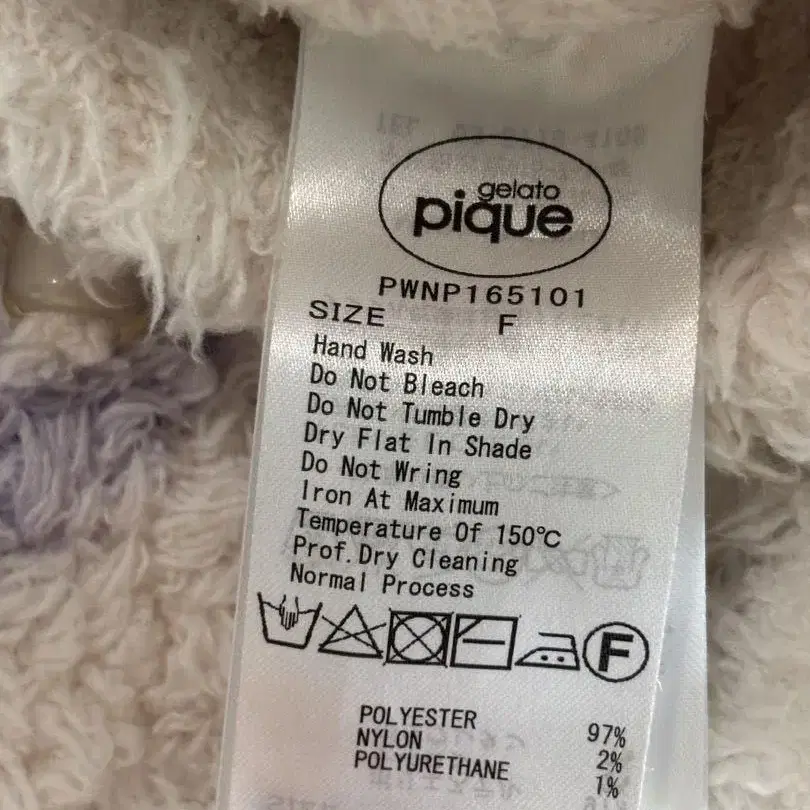 gelato
pique
PWNP165101
SIZE F
Hand Wash
Do Not Bleach
Do Not Tumble Dry
Dry Flat In Shade
Do Not Wring
Iron At Maximum
Temperature Of 150℃
Prof.Dry Cleaning
Normal Process
F
POLYESTER 97%
NYLON 2%
POLYURETHANE 1%